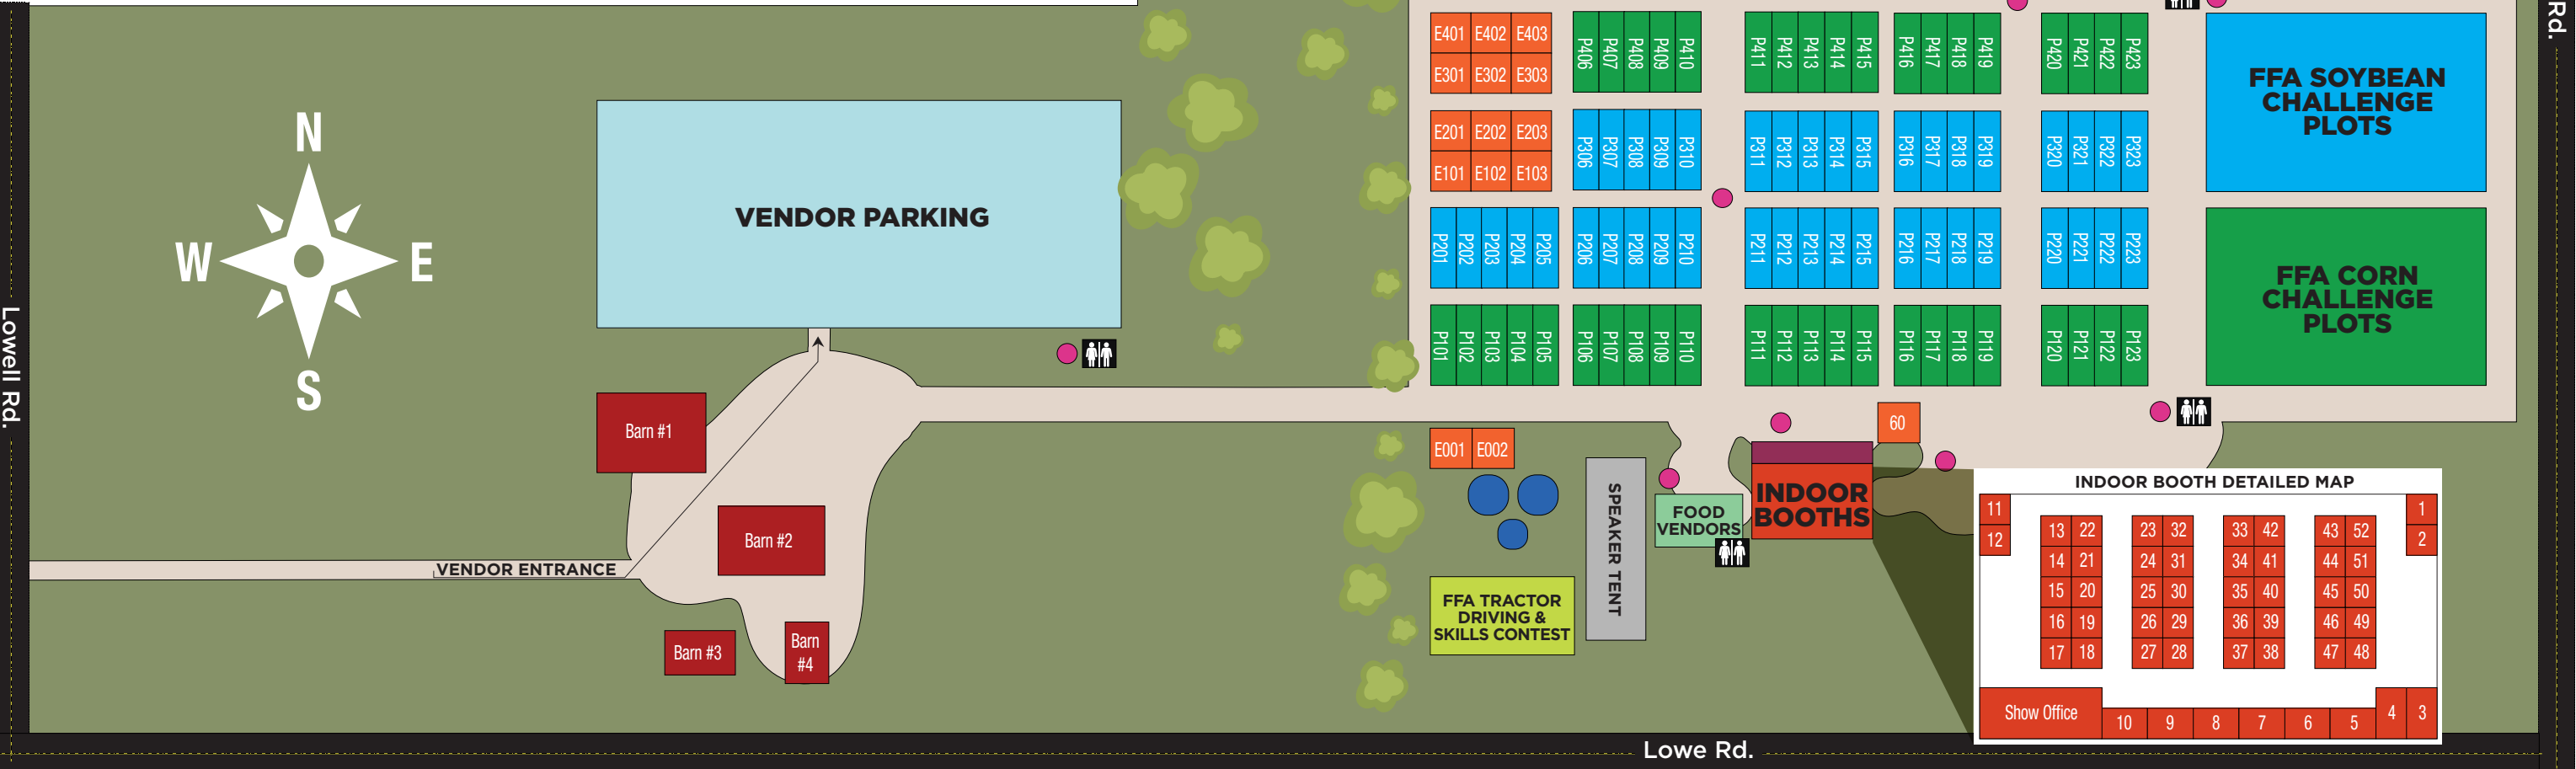 N
W
E
S
Lowell Rd.
VENDOR PARKING
Barn #1
Barn #2
Barn #3
Barn
#4
VENDOR ENTRANCE
E401 E402 E403
E301 E302 E303
P406 P407 P408 P409 P410
P411 P412 P413 P414 P415
P416 P417 P418 P419
P420 P421 P422 P423
FFA SOYBEAN
CHALLENGE
PLOTS
Rd.
E201 E202 E203
E101 E102 E103
P306 P307 P308 P309 P310
P311 P312 P313 P314 P315
P316 P317 P318 P319
P320 P321 P322 P323
P201 P202 P203 P204 P205
P206 P207 P208 P209 P210
P211 P212 P213 P214 P215
P216 P217 P218 P219
P220 P221 P222 P223
FFA CORN
CHALLENGE
PLOTS
P101 P102 P103 P104 P105
P106 P107 P108 P109 P110
P111 P112 P113 P114 P115
P116 P117 P118 P119
P120 P121 P122 P123
E001 E002
60
SPEAKER TENT
FOOD
VENDORS
INDOOR
BOOTHS
FFA TRACTOR
DRIVING &
SKILLS CONTEST
INDOOR BOOTH DETAILED MAP
11
12
1
2
13 22
14 21
15 20
16 19
17 18
23 32
24 31
25 30
26 29
27 28
33 42
34 41
35 40
36 39
37 38
43 52
44 51
45 50
46 49
47 48
Show Office
10 9 8 7 6 5 4 3
Lowe Rd.